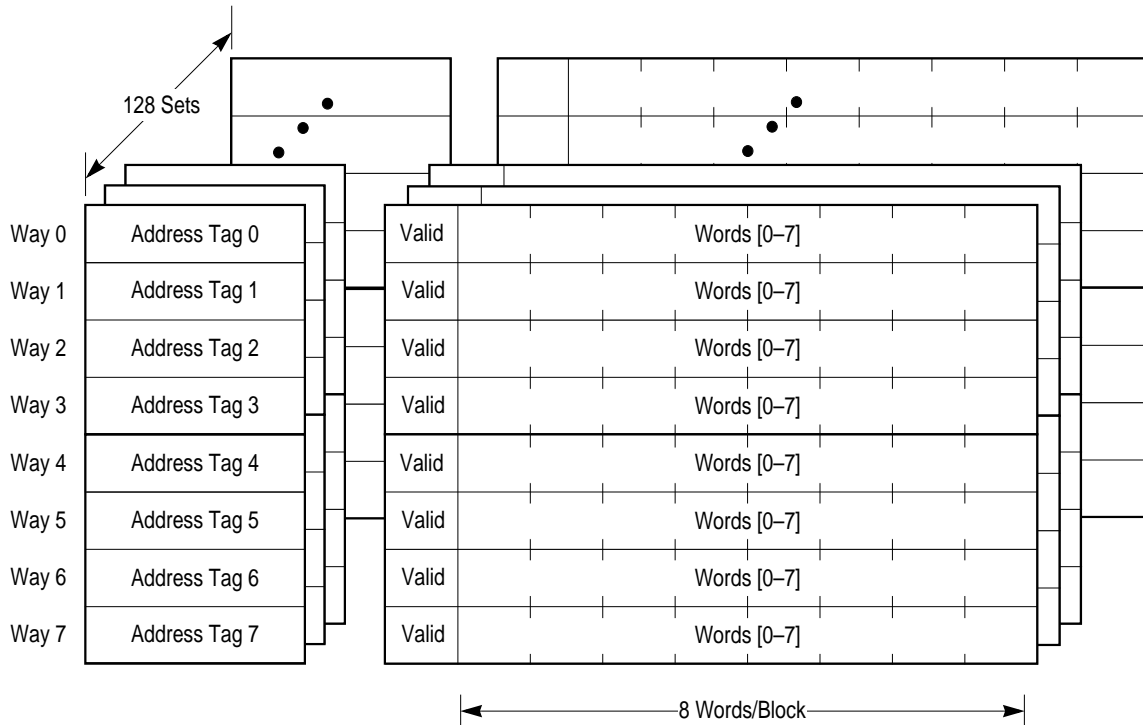 128 Sets
Way 0 Address Tag 0 Valid Words [0–7]
Way 1 Address Tag 1 Valid Words [0–7]
Way 2 Address Tag 2 Valid Words [0–7]
Way 3 Address Tag 3 Valid Words [0–7]
Way 4 Address Tag 4 Valid Words [0–7]
Way 5 Address Tag 5 Valid Words [0–7]
Way 6 Address Tag 6 Valid Words [0–7]
Way 7 Address Tag 7 Valid Words [0–7]
8 Words/Block